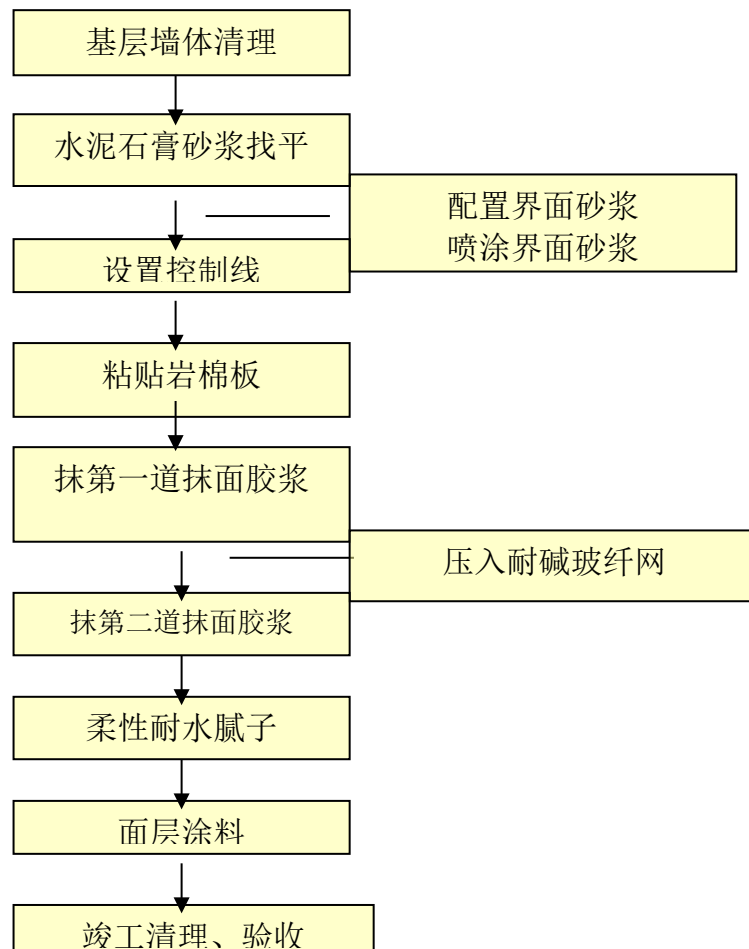 基层墙体清理
水泥石膏砂浆找平
配置界面砂浆
喷涂界面砂浆
设置控制线
粘贴岩棉板
抹第一道抹面胶浆
压入耐碱玻纤网
抹第二道抹面胶浆
柔性耐水腻子
面层涂料
竣工清理、验收